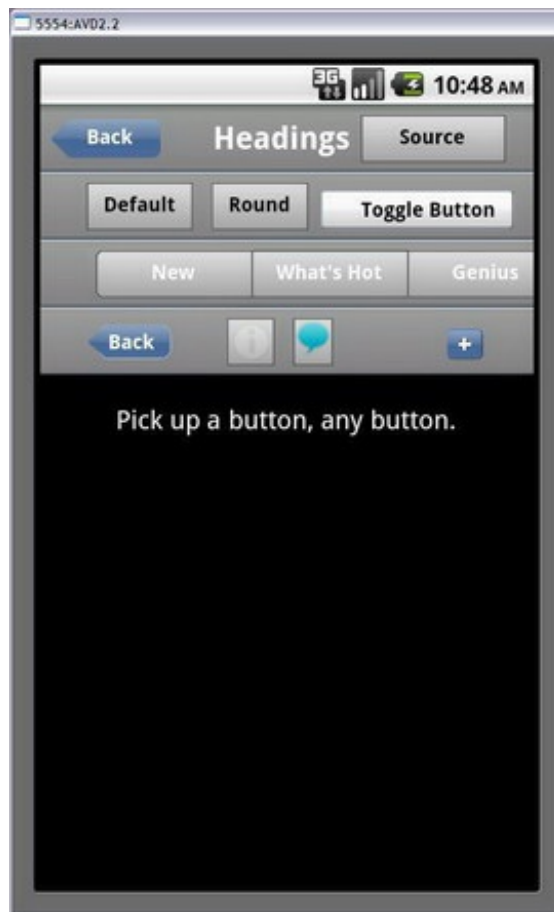 5554:AVD2.2
3G 10:48 AM
Back Headings Source
Default Round Toggle Button
New What's Hot Genius
Back i +
Pick up a button, any button.